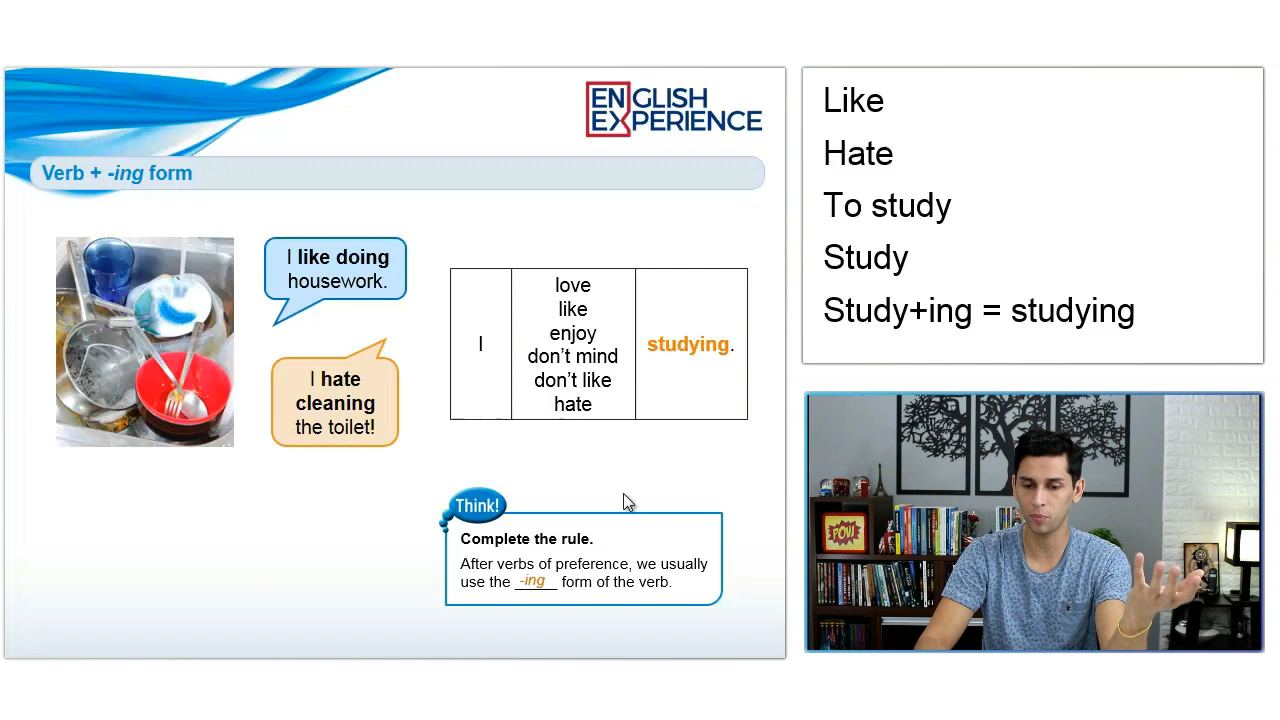 ENGLISH
EXPERIENCE
Verb + -ing form
I like doing
housework.
I hate
cleaning
the toilet!
I
love
like
enjoy
don't mind
don't like
hate
studying.
Think!
Complete the rule.
After verbs of preference, we usually
use the -ing form of the verb.
Like
Hate
To study
Study
Study+ing = studying
POW!